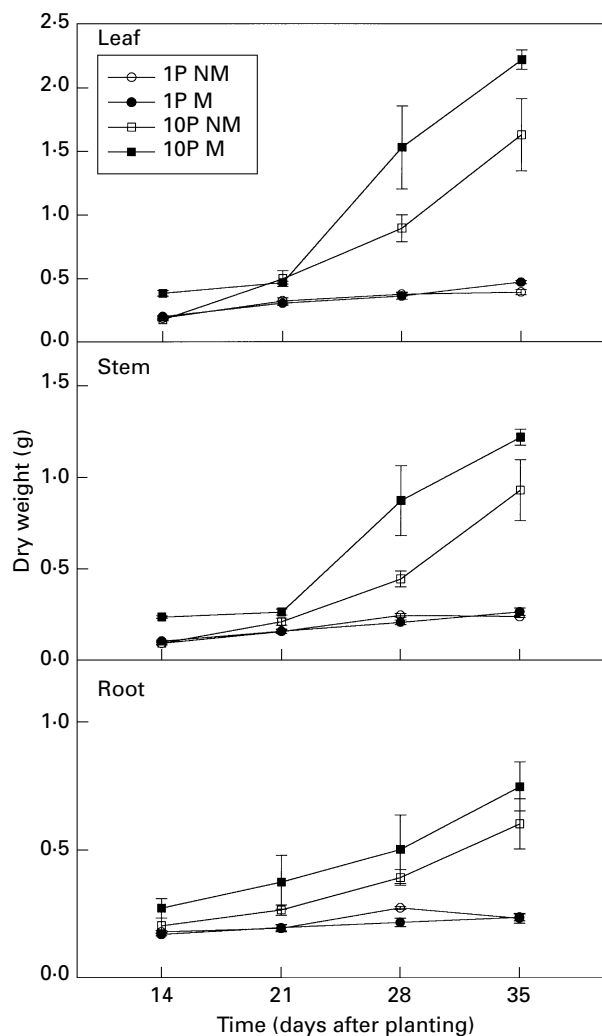 2·5
Leaf
1P NM
1P M
10P NM
10P M
2·0
1·5
1·0
0·5
0·0
Stem
1·5
1·0
0·5
0·0
Root
1·0
0·5
0·0
14 21 28 35
Time (days after planting)
Dry weight (g)